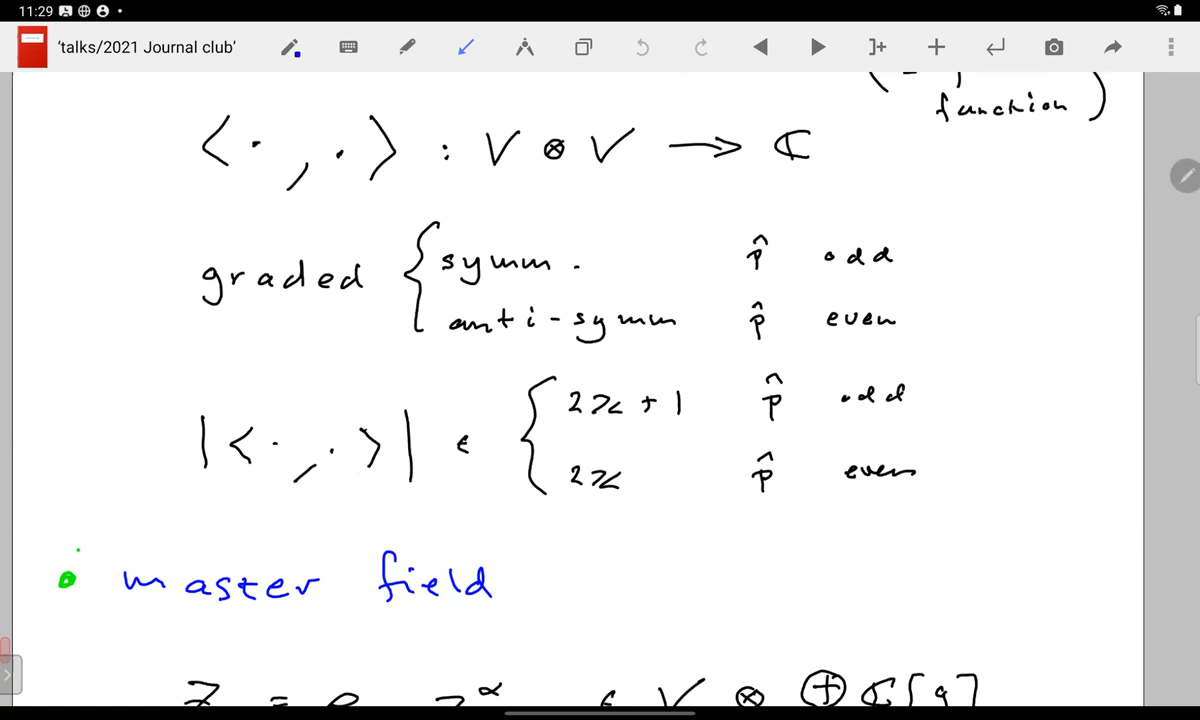 11:29
'talks/2021 Journal club'
function )
⟨·, ·⟩ : V ⊗ V → ℂ
graded { symm. p̂ odd
anti-symm p̂ even
|⟨·, ·⟩| ∈ { 2ℤ + 1 p̂ odd
2ℤ p̂ even
• master field